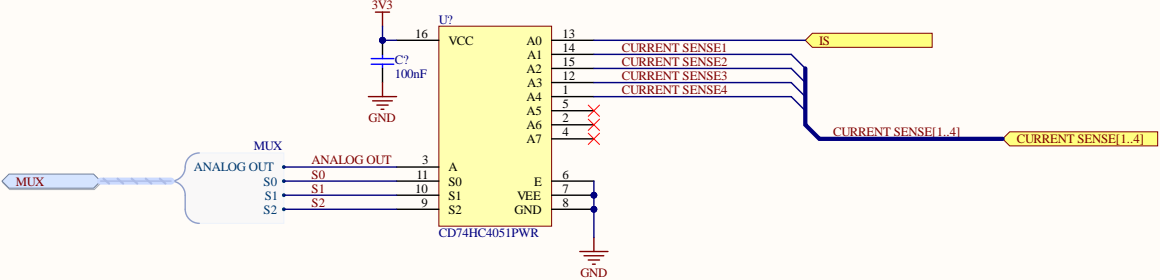 3V3
U?
16 VCC A0 13 IS
A1 14 CURRENT SENSE1
C? A2 15 CURRENT SENSE2
100nF A3 12 CURRENT SENSE3
A4 1 CURRENT SENSE4
A5 5
GND A6 2
A7 4 CURRENT SENSE[1..4] CURRENT SENSE[1..4]
MUX
ANALOG OUT ANALOG OUT 3 A
MUX S0 S0 11 S0 E 6
S1 S1 10 S1 VEE 7
S2 S2 9 S2 GND 8
CD74HC4051PWR
GND